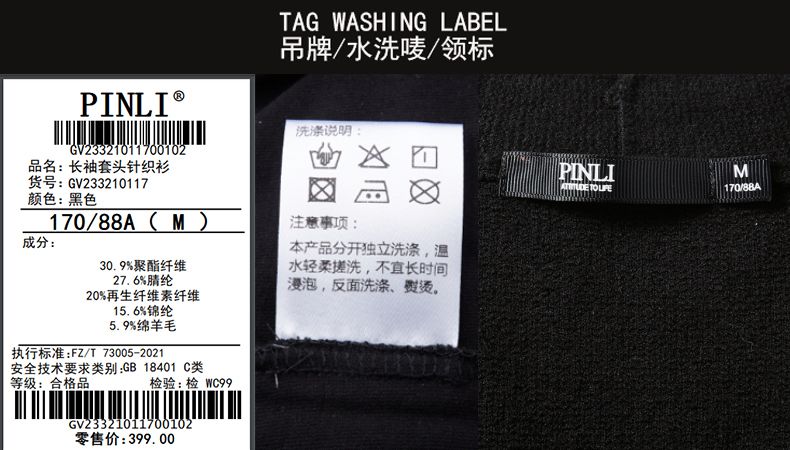 TAG WASHING LABEL
吊牌/水洗唛/领标
PINLI®
GV23321011700102
品名: 长袖套头针织衫
货号: GV233210117
颜色: 黑色
170/88A ( M )
成分:
30.9%聚酯纤维
27.6%腈纶
20%再生纤维素纤维
15.6%锦纶
5.9%绵羊毛
执行标准:FZ/T 73005-2021
安全技术要求类别:GB 18401 C类
等级: 合格品 检验: 检 WC99
GV23321011700102
零售价:399.00
洗涤说明:
注意事项:
本产品分开独立洗涤, 温
水轻柔搓洗, 不宜长时间
浸泡, 反面洗涤、熨烫。
PINLI
ATTITUDE TO LIFE
M
170/88A